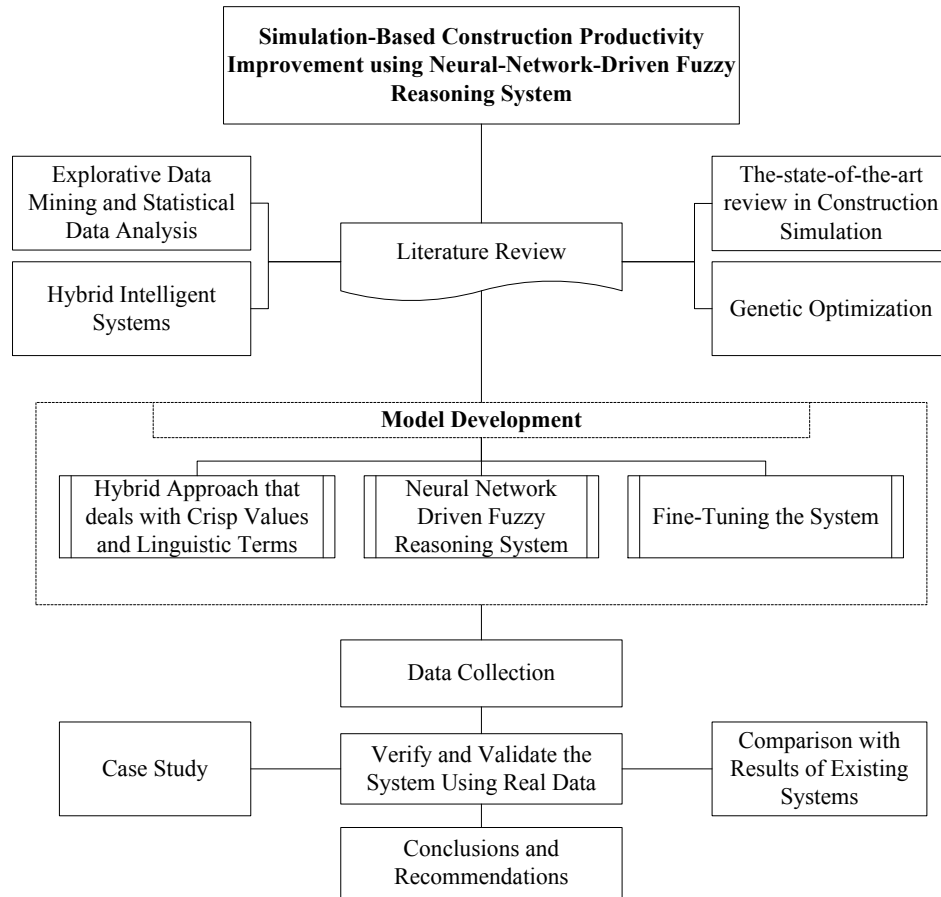 Simulation-Based Construction Productivity
Improvement using Neural-Network-Driven Fuzzy
Reasoning System
Explorative Data
Mining and Statistical
Data Analysis
The-state-of-the-art
review in Construction
Simulation
Literature Review
Hybrid Intelligent
Systems
Genetic Optimization
Model Development
Hybrid Approach that
deals with Crisp Values
and Linguistic Terms
Neural Network
Driven Fuzzy
Reasoning System
Fine-Tuning the System
Data Collection
Case Study
Verify and Validate the
System Using Real Data
Comparison with
Results of Existing
Systems
Conclusions and
Recommendations